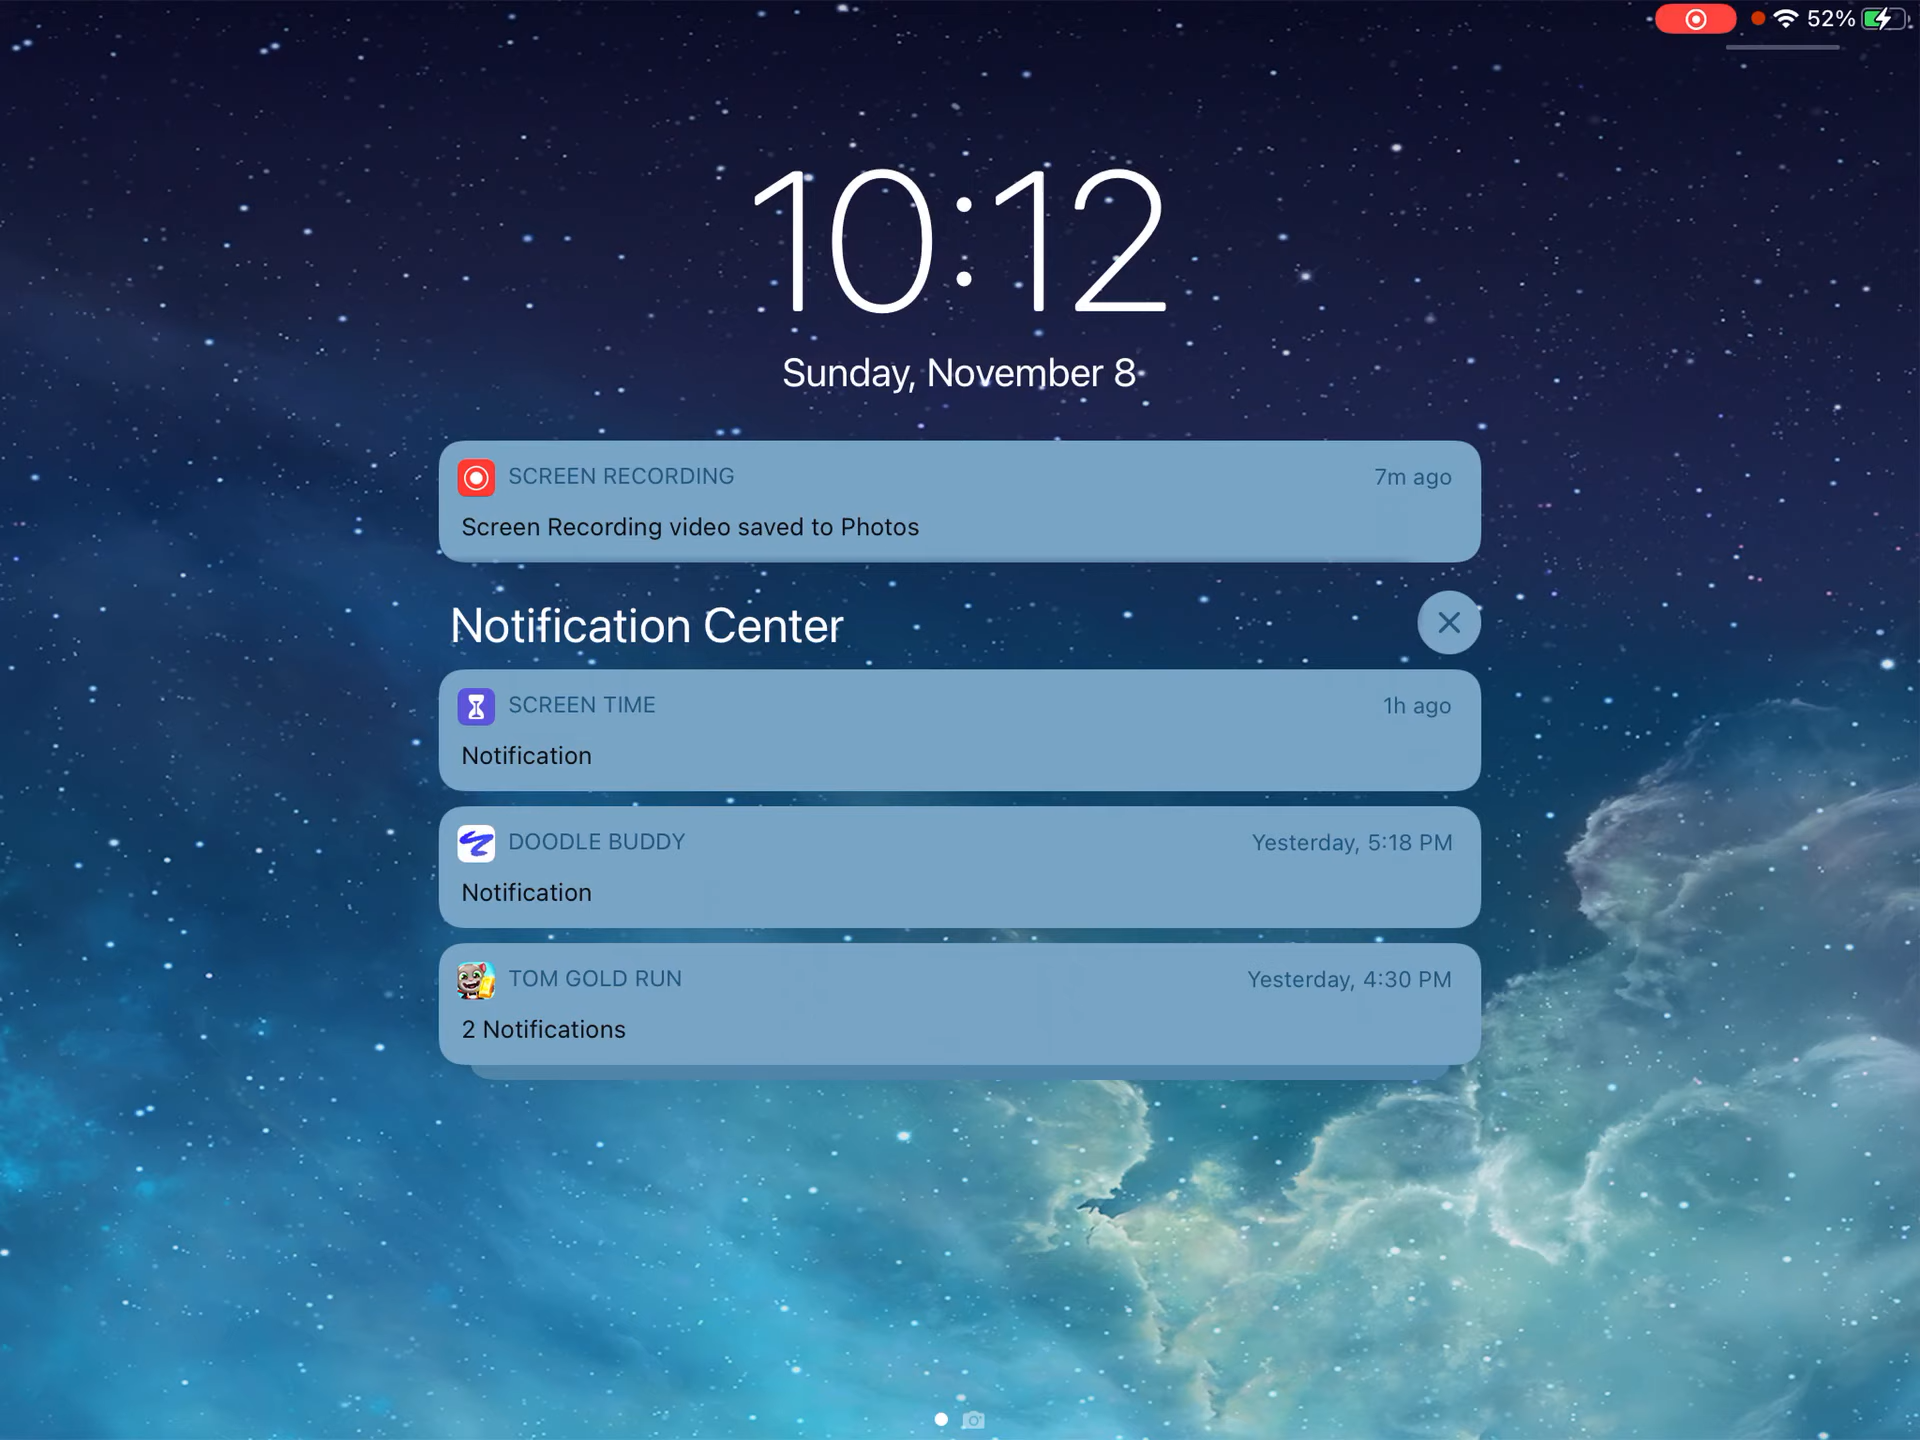 52%
10:12
Sunday, November 8
SCREEN RECORDING
7m ago
Screen Recording video saved to Photos
Notification Center
SCREEN TIME
1h ago
Notification
DOODLE BUDDY
Yesterday, 5:18 PM
Notification
TOM GOLD RUN
Yesterday, 4:30 PM
2 Notifications